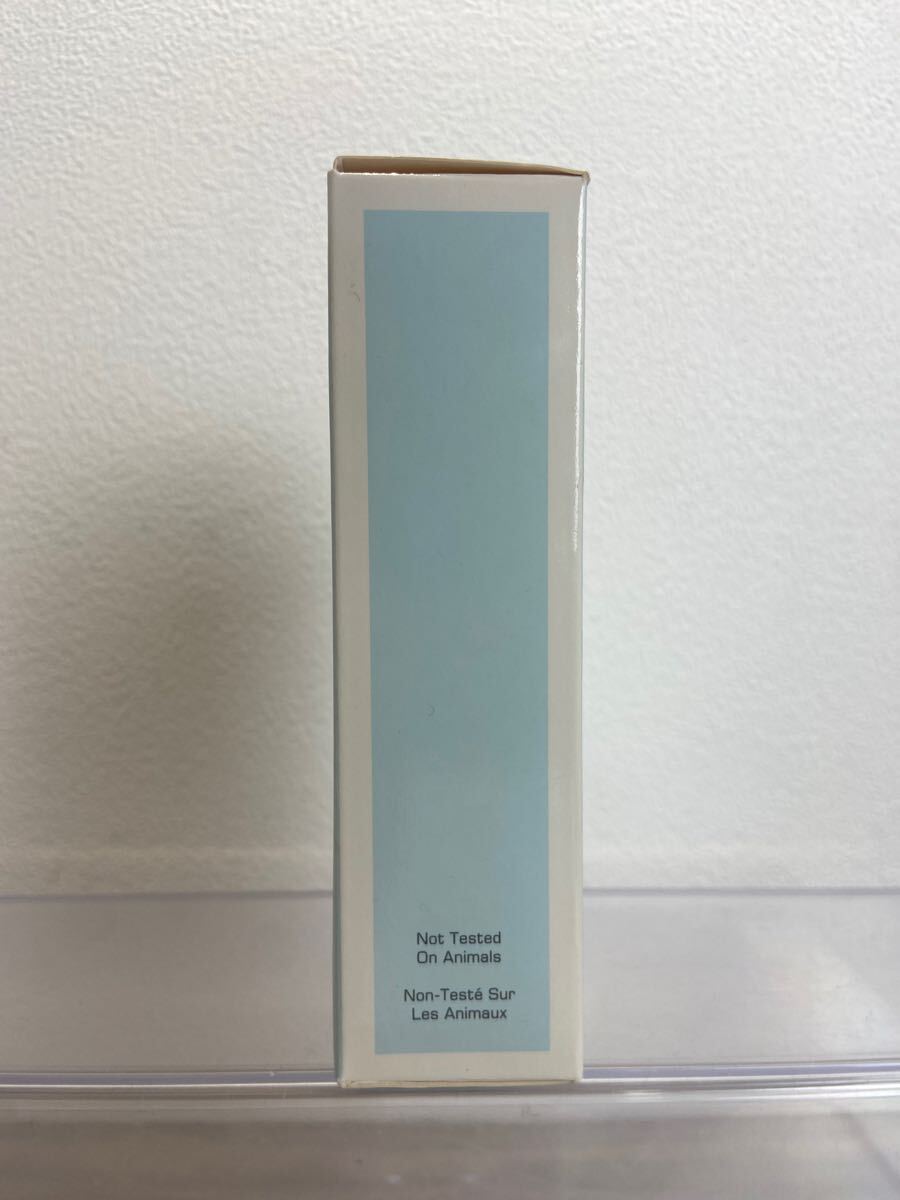 Not Tested
On Animals
Non-Testé Sur
Les Animaux